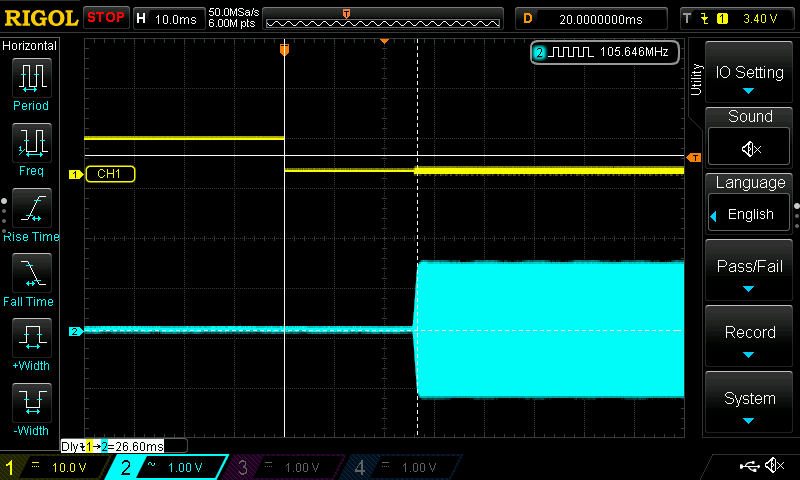 RIGOL STOP H 10.0ms 50.0MSa/s 6.00M pts T D 20.0000000ms T 1 3.40 V
Horizontal
2 105.646MHz
Period
Freq
Rise Time
Fall Time
+Width
-Width
1 CH1
T
2
Utility
IO Setting
Sound
Language
English
Pass/Fail
Record
System
Dly 1→2=26.60ms
1 = 10.0 V 2 ~ 1.00 V 3 = 1.00 V 4 = 1.00 V